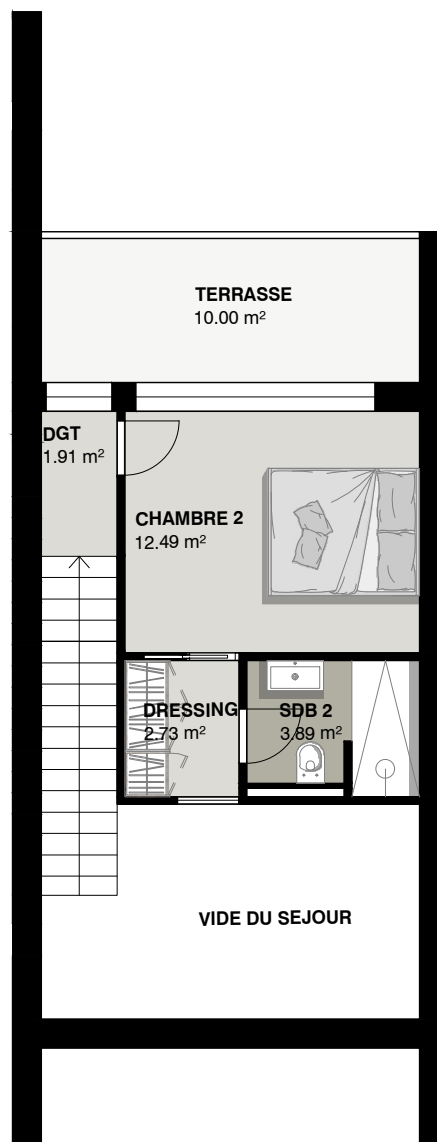 TERRASSE
10.00 m²
DGT
1.91 m²
CHAMBRE 2
12.49 m²
DRESSING
2.73 m²
SDB 2
3.89 m²
VIDE DU SEJOUR